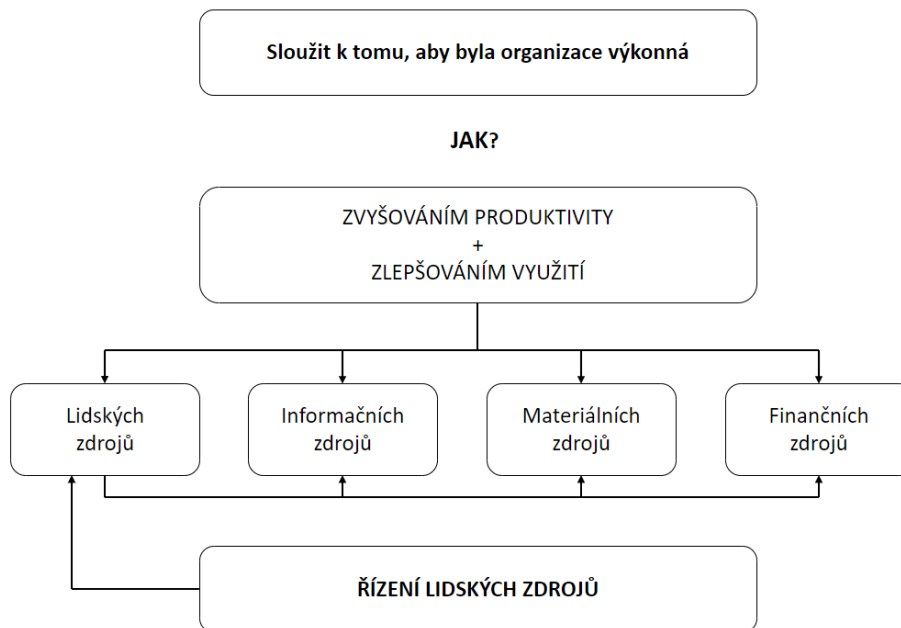 Sloužit k tomu, aby byla organizace výkonná
JAK?
ZVYŠOVÁNÍM PRODUKTIVITY
+
ZLEPŠOVÁNÍM VYUŽITÍ
Lidských
zdrojů
Informačních
zdrojů
Materiálních
zdrojů
Finančních
zdrojů
ŘÍZENÍ LIDSKÝCH ZDROJŮ